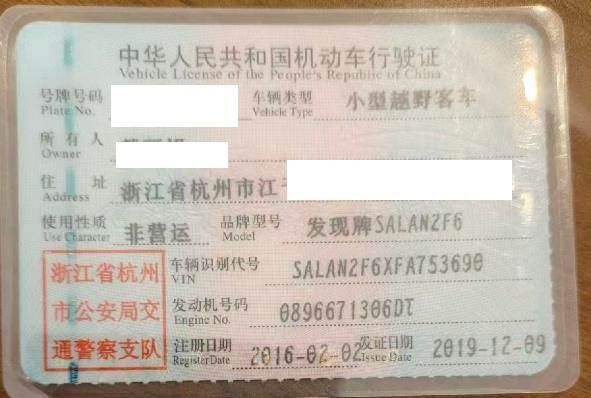 中华人民共和国机动车行驶证
Vehicle License of the People's Republic of China
号牌号码 车辆类型 小型越野客车
Plate No. Vehicle Type
所有人
Owner
住址 浙江省杭州市江
Address
使用性质 非营运 品牌型号 发现牌SALAN2F6
Use Character Model
浙江省杭州 车辆识别代号 SALAN2F6XFA753690
VIN
市公安局交 发动机号码 0896671306DT
Engine No.
通警察支队 注册日期 2016-02-02 发证日期 2019-12-09
Register Date Issue Date